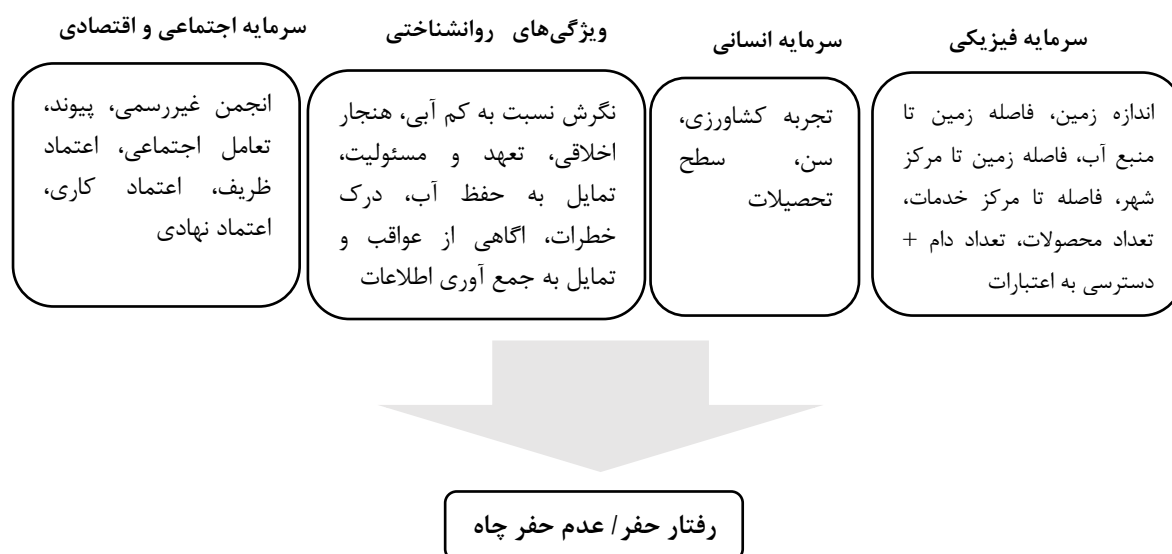 سرمایه فیزیکی
اندازه زمین، فاصله زمین تا
منبع آب، فاصله زمین تا مرکز
شهر، فاصله تا مرکز خدمات،
تعداد محصولات، تعداد دام +
دسترسی به اعتبارات
سرمایه انسانی
تجربه کشاورزی،
سن، سطح
تحصیلات
ویژگی‌های روانشناختی
نگرش نسبت به کم آبی، هنجار
اخلاقی، تعهد و مسئولیت،
تمایل به حفظ آب، درک
خطرات، اگاهی از عواقب و
تمایل به جمع آوری اطلاعات
سرمایه اجتماعی و اقتصادی
انجمن غیررسمی، پیوند،
تعامل اجتماعی، اعتماد
ظریف، اعتماد کاری،
اعتماد نهادی
رفتار حفر/ عدم حفر چاه